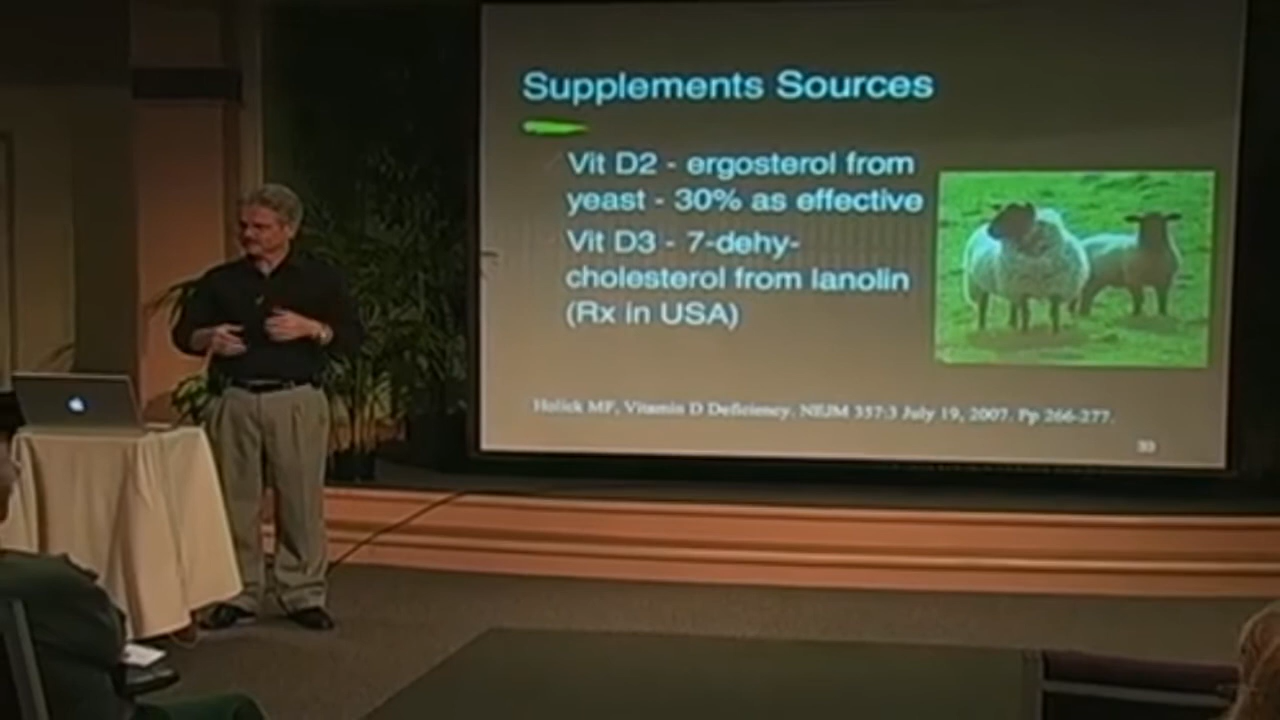 Supplements Sources
Vit D2 - ergosterol from
yeast - 30% as effective
Vit D3 - 7-dehy-
cholesterol from lanolin
(Rx in USA)
Holick MF, Vitamin D Deficiency. NEJM 357:3 July 19, 2007. Pp 266-277.